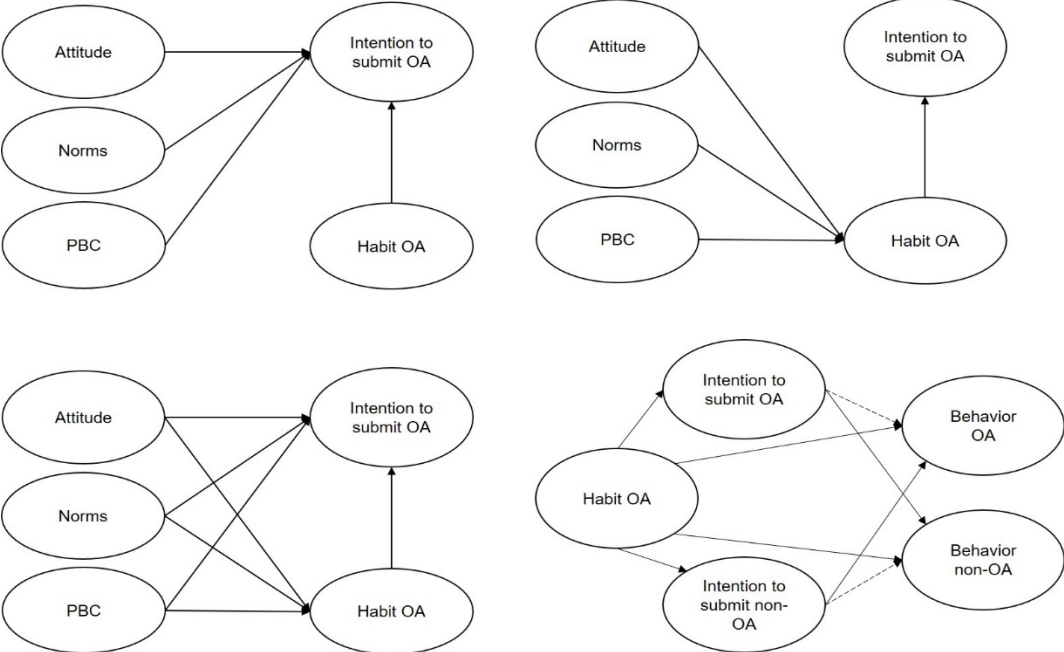 Attitude
Norms
PBC
Intention to
submit OA
Habit OA
Attitude
Norms
PBC
Intention to
submit OA
Habit OA
Attitude
Norms
PBC
Intention to
submit OA
Habit OA
Habit OA
Intention to
submit OA
Intention to
submit non-
OA
Behavior
OA
Behavior
non-OA